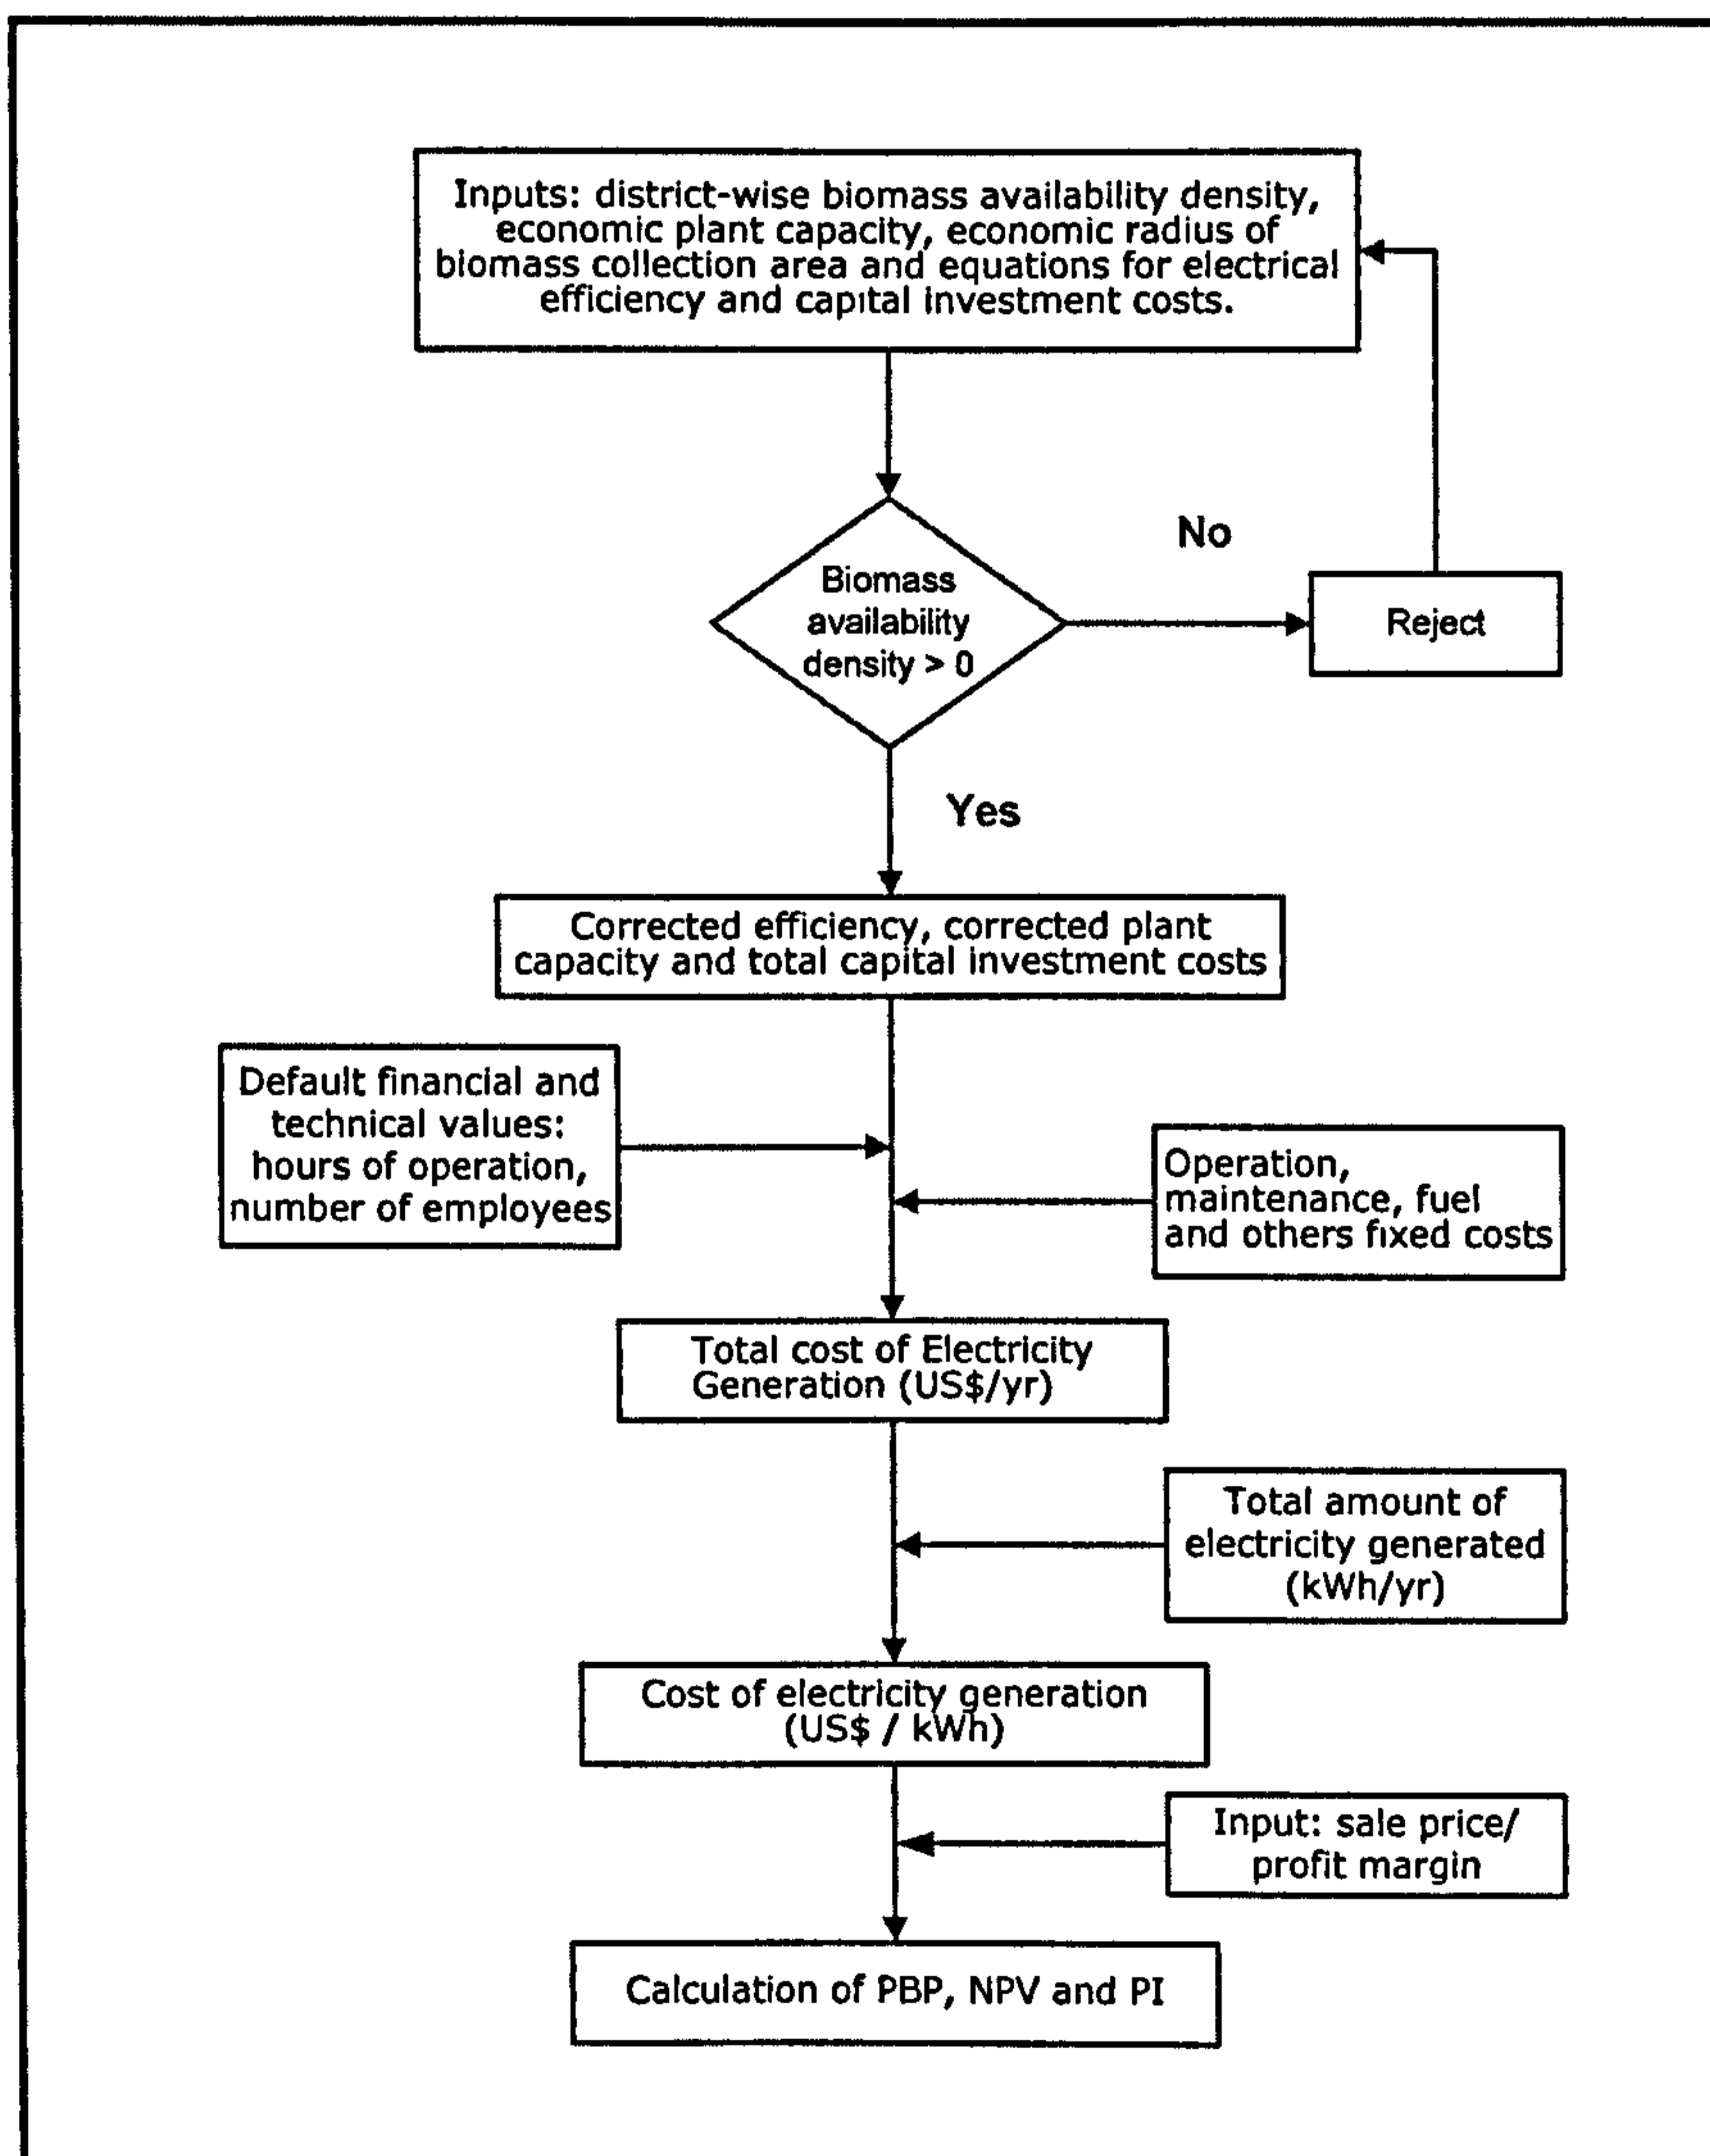 Inputs: district-wise biomass availability density,
economic plant capacity, economic radius of
biomass collection area and equations for electrical
efficiency and capital investment costs.
No
Biomass
availability
density > 0
Reject
Yes
Corrected efficiency, corrected plant
capacity and total capital investment costs
Default financial and
technical values:
hours of operation,
number of employees
Operation,
maintenance, fuel
and others fixed costs
Total cost of Electricity
Generation (US$/yr)
Total amount of
electricity generated
(kWh/yr)
Cost of electricity generation
(US$ / kWh)
Input: sale price/
profit margin
Calculation of PBP, NPV and PI